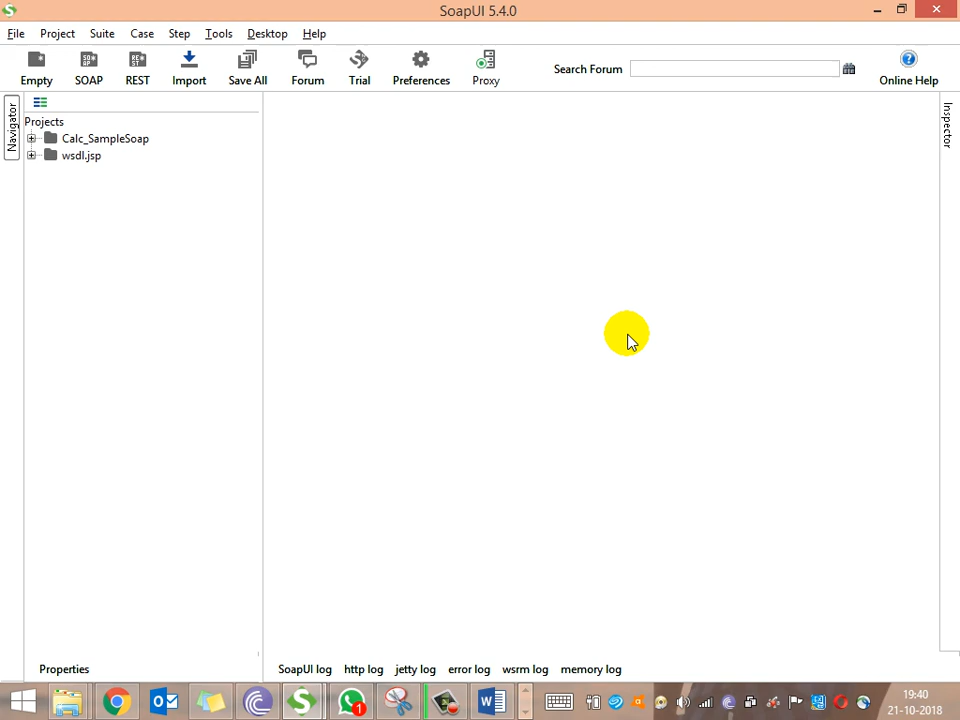 SoapUI 5.4.0
File Project Suite Case Step Tools Desktop Help
Empty SOAP REST Import Save All Forum Trial Preferences Proxy Search Forum Online Help
Navigator
Inspector
Projects
Calc_SampleSoap
wsdl.jsp
Properties SoapUI log http log jetty log error log wsrm log memory log
19:40
21-10-2018